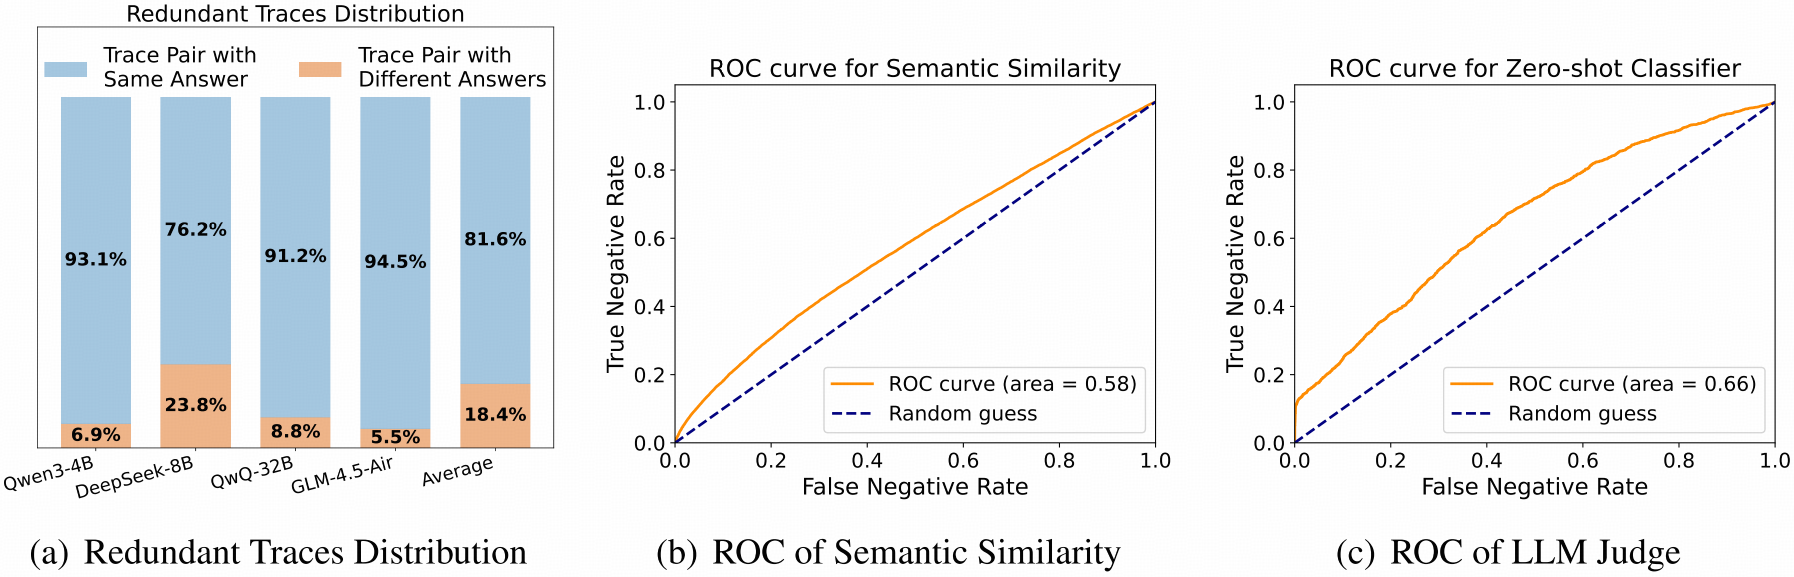 Redundant Traces Distribution
Trace Pair with
Same Answer
Trace Pair with
Different Answers
93.1%
76.2%
91.2%
94.5%
81.6%
6.9%
23.8%
8.8%
5.5%
18.4%
Qwen3-4B
DeepSeek-8B
QwQ-32B
GLM-4.5-Air
Average
(a) Redundant Traces Distribution
ROC curve for Semantic Similarity
True Negative Rate
1.0
0.8
0.6
0.4
0.2
0.0
ROC curve (area = 0.58)
Random guess
0.0 0.2 0.4 0.6 0.8 1.0
False Negative Rate
(b) ROC of Semantic Similarity
ROC curve for Zero-shot Classifier
True Negative Rate
1.0
0.8
0.6
0.4
0.2
0.0
ROC curve (area = 0.66)
Random guess
0.0 0.2 0.4 0.6 0.8 1.0
False Negative Rate
(c) ROC of LLM Judge